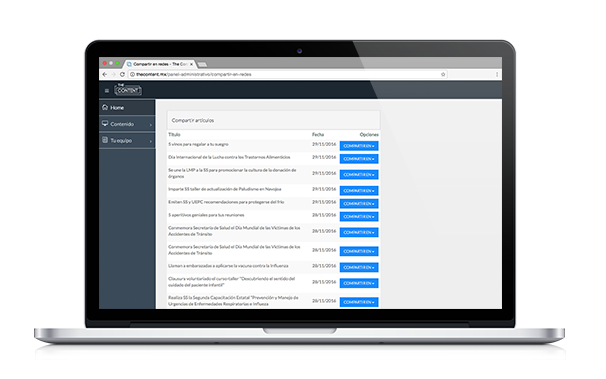 Compartir en redes – The Con
thecontent.mx/panel-administrativo/compartir-en-redes
THE
CONTENT
Home
Contenido
Tu equipo
Compartir artículos
Título Fecha Opciones
5 vinos para regalar a tu suegro 29/11/2016 COMPARTIR EN
Día Internacional de la Lucha contra los Trastornos Alimenticios 29/11/2016 COMPARTIR EN
Se une la UMP a la SS para promocionar la cultura de la donación de 29/11/2016 COMPARTIR EN
órganos
Imparte SS taller de actualización de Paludismo en Navojoa 29/11/2016 COMPARTIR EN
Emiten SS y UEPC recomendaciones para protegerse del frío 29/11/2016 COMPARTIR EN
5 aperitivos geniales para tus reuniones 28/11/2016 COMPARTIR EN
Conmemora Secretaría de Salud el Día Mundial de las Víctimas de los 28/11/2016 COMPARTIR EN
Accidentes de Tránsito
Conmemora Secretaría de Salud el Día Mundial de las Víctimas de los 28/11/2016 COMPARTIR EN
Accidentes de Tránsito
Llaman a embarazadas a aplicarse la vacuna contra la Influenza 28/11/2016 COMPARTIR EN
Clausura voluntariado el curso-taller "Descubriendo el sentido del 28/11/2016 COMPARTIR EN
cuidado del paciente infantil"
Realiza SS la Segunda Capacitación Estatal "Prevención y Manejo de 28/11/2016 COMPARTIR EN
Urgencias de Enfermedades Respiratorias e Influenza